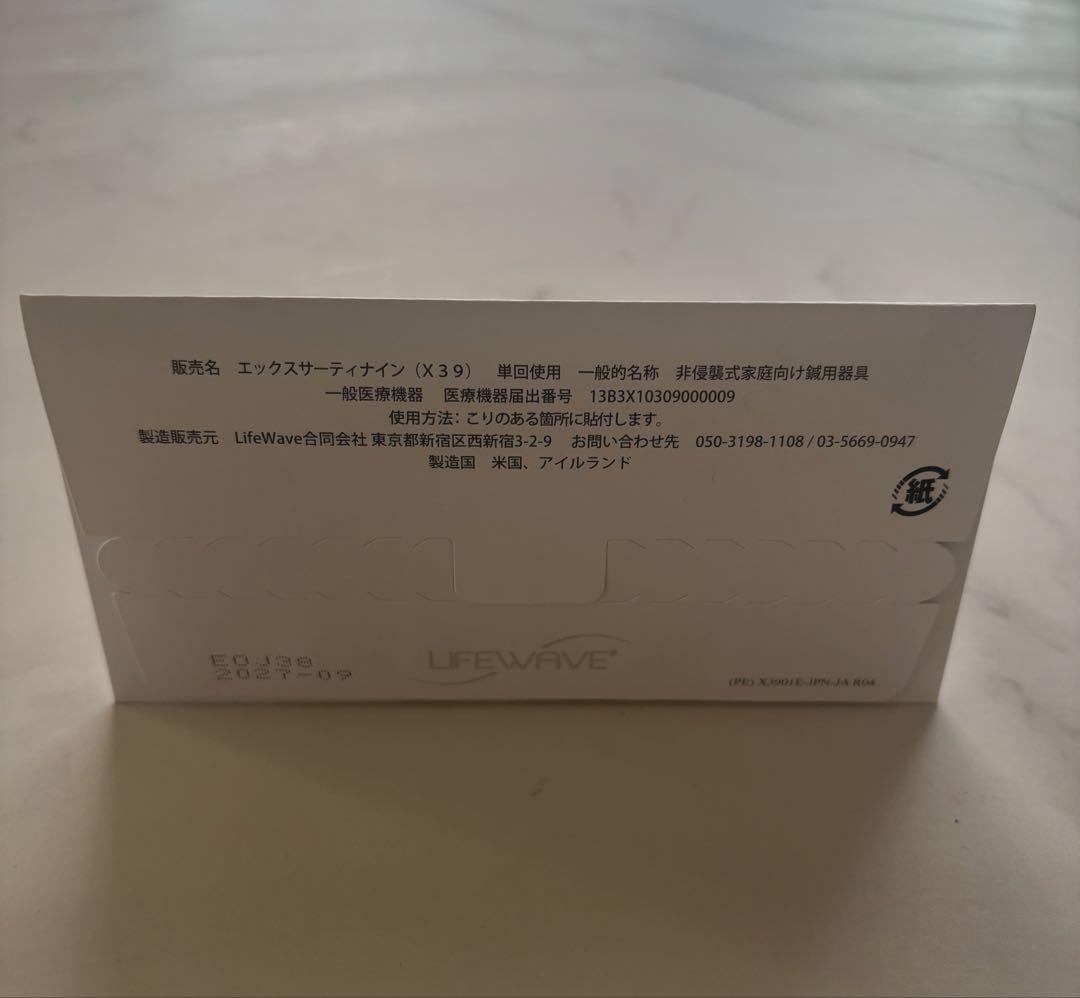 販売名 エックスサーティナイン（X39） 単回使用 一般的名称 非侵襲式家庭向け鍼用器具
一般医療機器 医療機器届出番号 13B3X10309000009
使用方法：こりのある箇所に貼付します。
製造販売元 LifeWave合同会社 東京都新宿区西新宿3-2-9 お問い合わせ先 050-3198-1108 / 03-5669-0947
製造国 米国、アイルランド
紙
EOJ38
2027-09
LIFEWAVE®
(PE) X3901E-JPN-JA R04